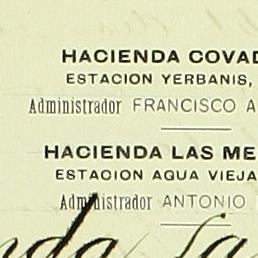 HACIENDA COVAD
ESTACION YERBANIS,
Administrador FRANCISCO A
HACIENDA LAS ME
ESTACION AGUA VIEJA
Administrador ANTONIO